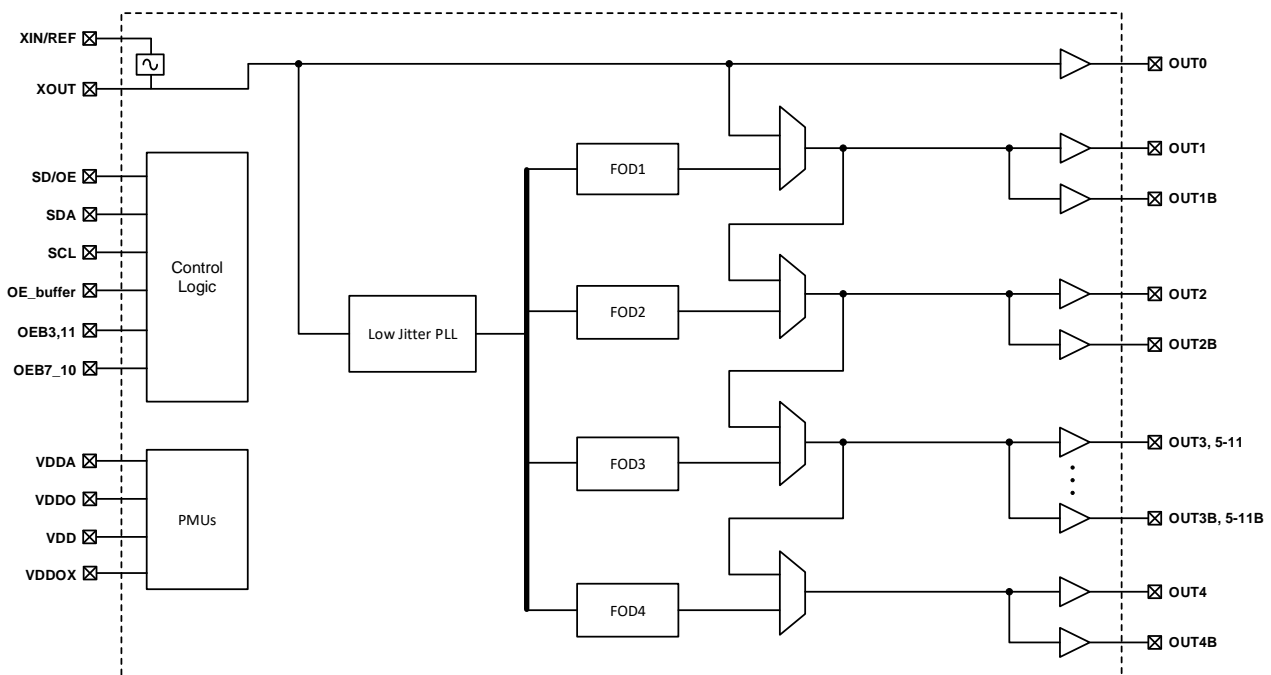 XIN/REF
XOUT
SD/OE
SDA
SCL
OE_buffer
OEB3,11
OEB7_10
Control
Logic
VDDA
VDDO
VDD
VDDOX
PMUs
Low Jitter PLL
FOD1
FOD2
FOD3
FOD4
OUT0
OUT1
OUT1B
OUT2
OUT2B
OUT3, 5-11
OUT3B, 5-11B
OUT4
OUT4B